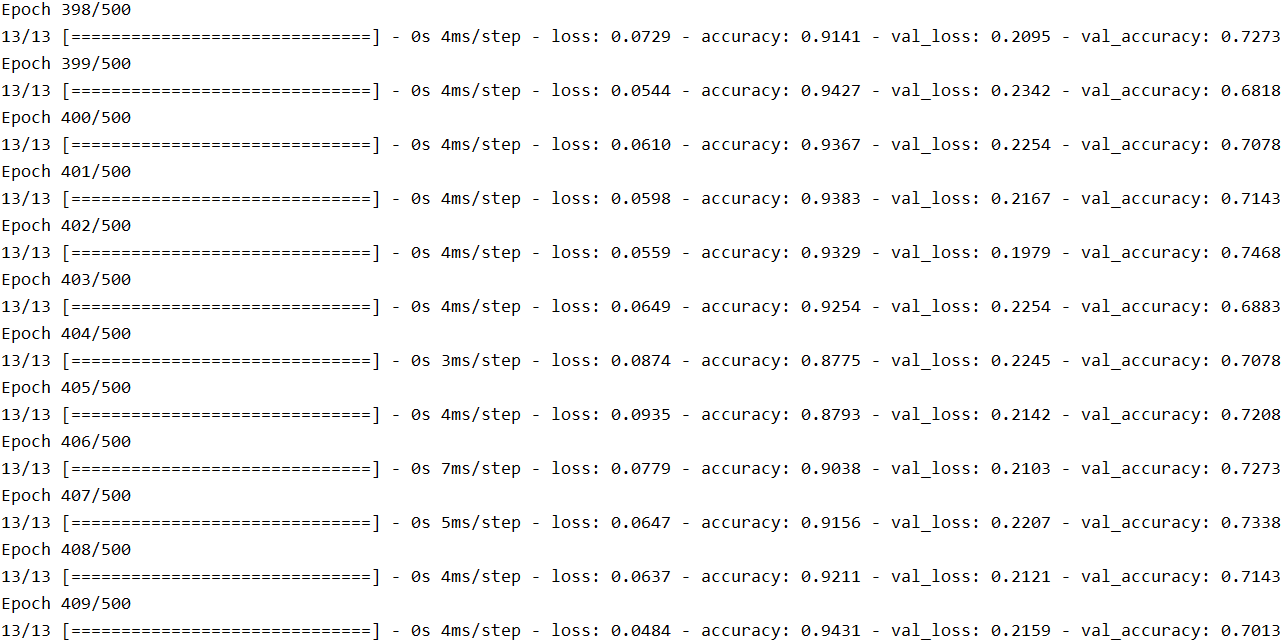 Epoch 398/500
13/13 [==============================] - 0s 4ms/step - loss: 0.0729 - accuracy: 0.9141 - val_loss: 0.2095 - val_accuracy: 0.7273
Epoch 399/500
13/13 [==============================] - 0s 4ms/step - loss: 0.0544 - accuracy: 0.9427 - val_loss: 0.2342 - val_accuracy: 0.6818
Epoch 400/500
13/13 [==============================] - 0s 4ms/step - loss: 0.0610 - accuracy: 0.9367 - val_loss: 0.2254 - val_accuracy: 0.7078
Epoch 401/500
13/13 [==============================] - 0s 4ms/step - loss: 0.0598 - accuracy: 0.9383 - val_loss: 0.2167 - val_accuracy: 0.7143
Epoch 402/500
13/13 [==============================] - 0s 4ms/step - loss: 0.0559 - accuracy: 0.9329 - val_loss: 0.1979 - val_accuracy: 0.7468
Epoch 403/500
13/13 [==============================] - 0s 4ms/step - loss: 0.0649 - accuracy: 0.9254 - val_loss: 0.2254 - val_accuracy: 0.6883
Epoch 404/500
13/13 [==============================] - 0s 3ms/step - loss: 0.0874 - accuracy: 0.8775 - val_loss: 0.2245 - val_accuracy: 0.7078
Epoch 405/500
13/13 [==============================] - 0s 4ms/step - loss: 0.0935 - accuracy: 0.8793 - val_loss: 0.2142 - val_accuracy: 0.7208
Epoch 406/500
13/13 [==============================] - 0s 7ms/step - loss: 0.0779 - accuracy: 0.9038 - val_loss: 0.2103 - val_accuracy: 0.7273
Epoch 407/500
13/13 [==============================] - 0s 5ms/step - loss: 0.0647 - accuracy: 0.9156 - val_loss: 0.2207 - val_accuracy: 0.7338
Epoch 408/500
13/13 [==============================] - 0s 4ms/step - loss: 0.0637 - accuracy: 0.9211 - val_loss: 0.2121 - val_accuracy: 0.7143
Epoch 409/500
13/13 [==============================] - 0s 4ms/step - loss: 0.0484 - accuracy: 0.9431 - val_loss: 0.2159 - val_accuracy: 0.7013